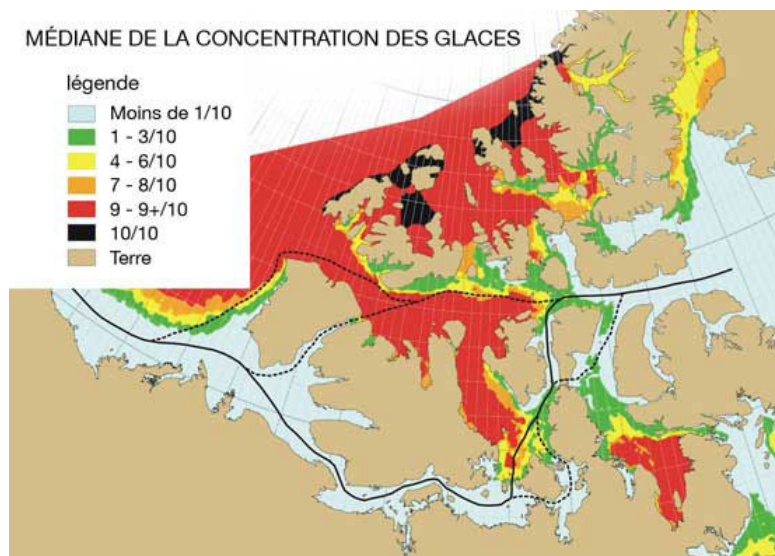 MÉDIANE DE LA CONCENTRATION DES GLACES
légende
Moins de 1/10
1 - 3/10
4 - 6/10
7 - 8/10
9 - 9+/10
10/10
Terre